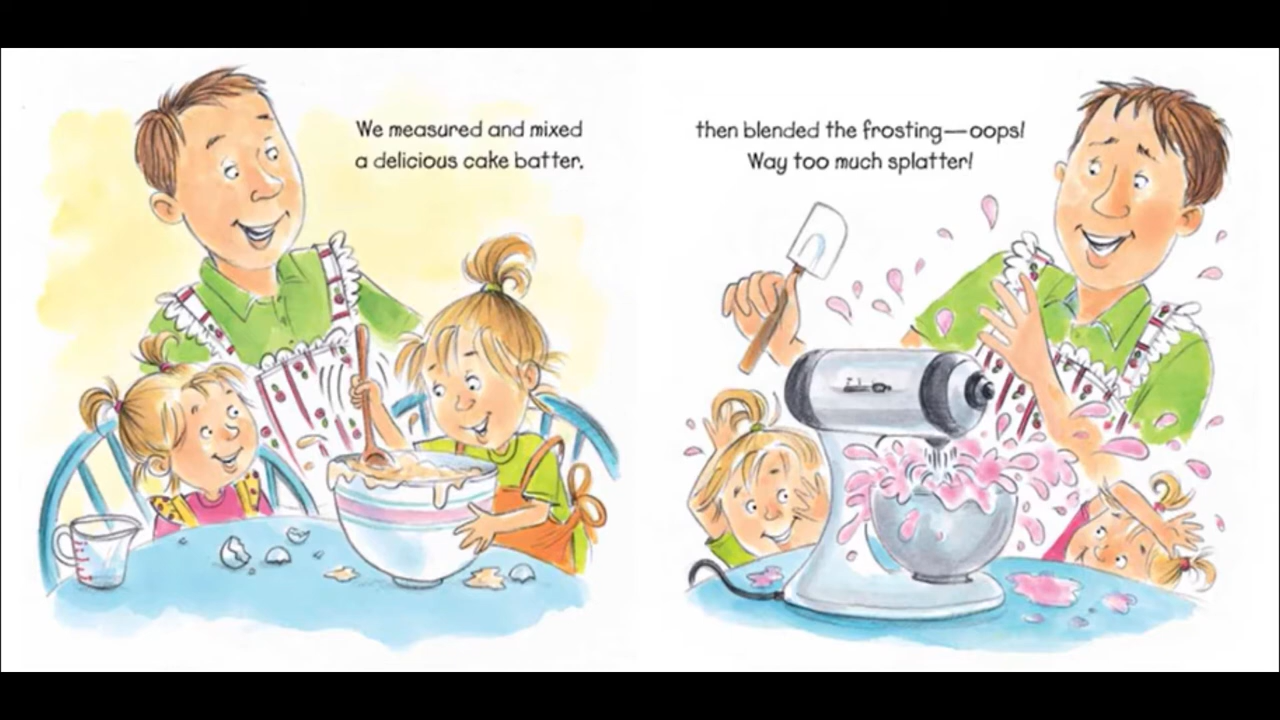 We measured and mixed
a delicious cake batter,
then blended the frosting—oops!
Way too much splatter!